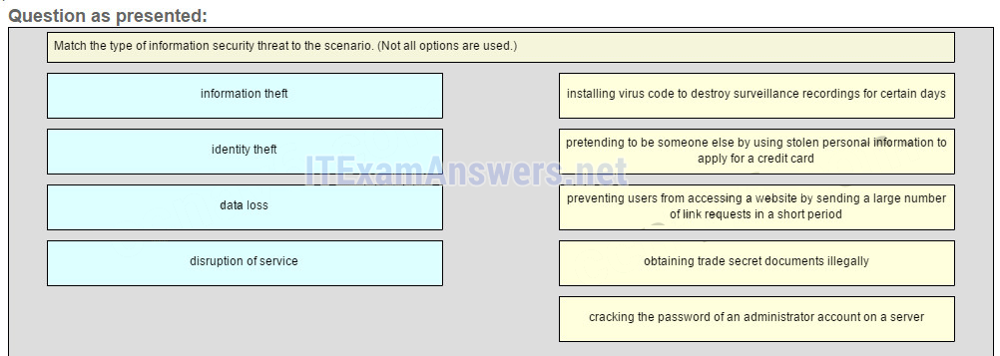 Question as presented:
Match the type of information security threat to the scenario. (Not all options are used.)
information theft
installing virus code to destroy surveillance recordings for certain days
identity theft
pretending to be someone else by using stolen personal information to
apply for a credit card
ITExamAnswers.net
data loss
preventing users from accessing a website by sending a large number
of link requests in a short period
disruption of service
obtaining trade secret documents illegally
cracking the password of an administrator account on a server